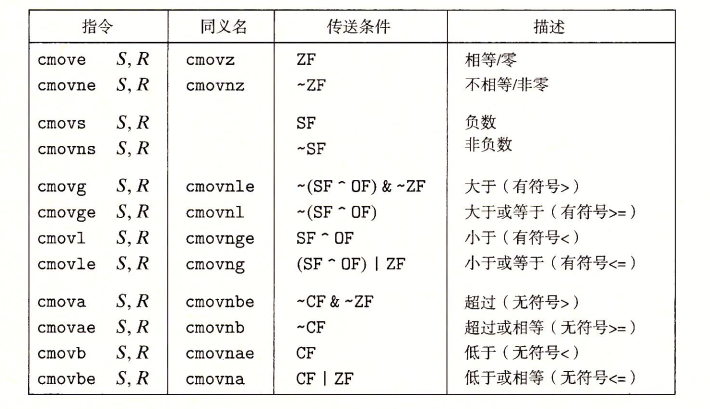 指令 同义名 传送条件 描述
cmove S, R cmovz ZF 相等/零
cmovne S, R cmovnz ~ZF 不相等/非零
cmovs S, R SF 负数
cmovns S, R ~SF 非负数
cmovg S, R cmovnle ~(SF ^ OF) & ~ZF 大于（有符号>）
cmovge S, R cmovnl ~(SF ^ OF) 大于或等于（有符号>=）
cmovl S, R cmovnge SF ^ OF 小于（有符号<）
cmovle S, R cmovng (SF ^ OF) | ZF 小于或等于（有符号<=）
cmova S, R cmovnbe ~CF & ~ZF 超过（无符号>）
cmovae S, R cmovnb ~CF 超过或相等（无符号>=）
cmovb S, R cmovnae CF 低于（无符号<）
cmovbe S, R cmovna CF | ZF 低于或相等（无符号<=）